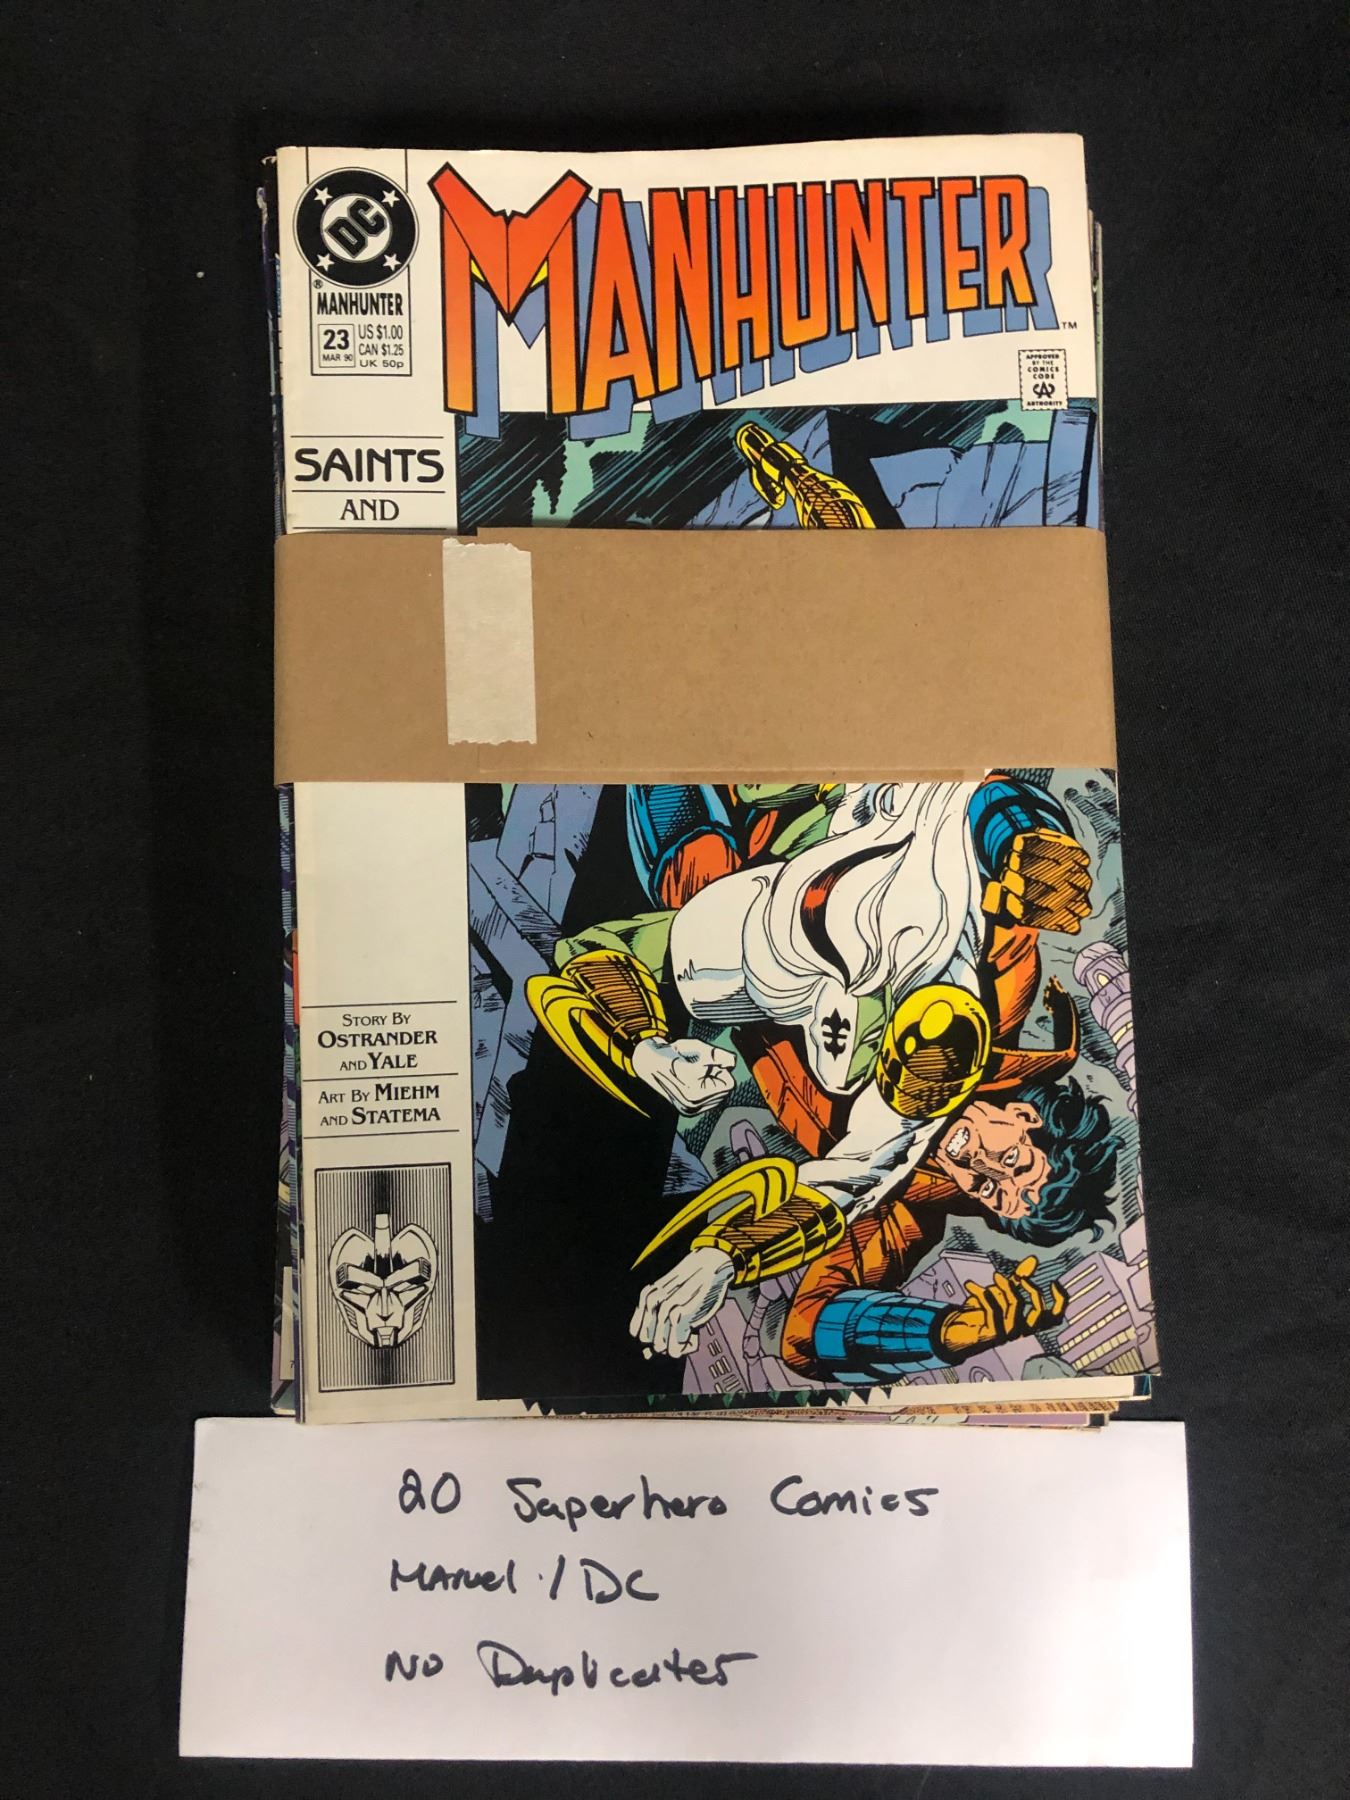 DC
MANHUNTER™
®
MANHUNTER
23
MAR 90
US $1.00
CAN $1.25
UK 50p
APPROVED
BY THE
COMICS
CODE
CA
AUTHORITY
SAINTS
AND
STORY BY
OSTRANDER
AND YALE
ART BY MIEHM
AND STATEMA
20 Superhero Comics
Marvel / DC
No Duplicates